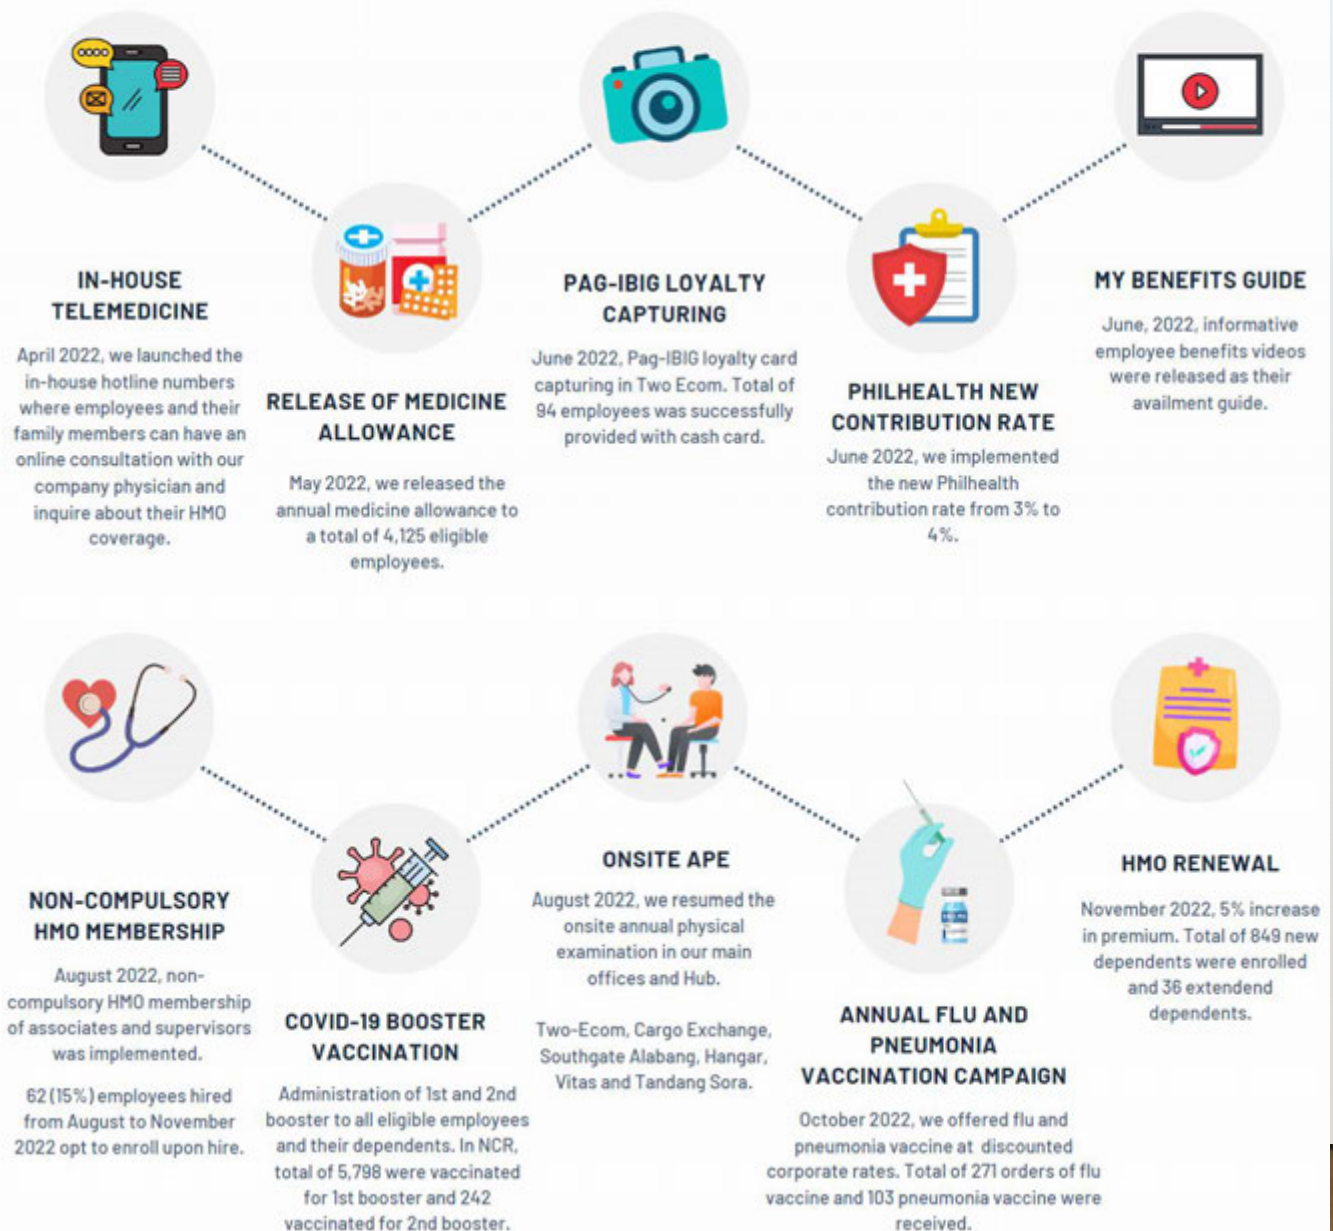 IN-HOUSE
TELEMEDICINE
April 2022, we launched the
in-house hotline numbers
where employees and their
family members can have an
online consultation with our
company physician and
inquire about their HMO
coverage.
RELEASE OF MEDICINE
ALLOWANCE
May 2022, we released the
annual medicine allowance to
a total of 4,125 eligible
employees.
PAG-IBIG LOYALTY
CAPTURING
June 2022, Pag-IBIG loyalty card
capturing in Two Ecom. Total of
94 employees was successfully
provided with cash card.
PHILHEALTH NEW
CONTRIBUTION RATE
June 2022, we implemented
the new Philhealth
contribution rate from 3% to
4%.
MY BENEFITS GUIDE
June, 2022, informative
employee benefits videos
were released as their
availment guide.
NON-COMPULSORY
HMO MEMBERSHIP
August 2022, non-
compulsory HMO membership
of associates and supervisors
was implemented.
62 (15%) employees hired
from August to November
2022 opt to enroll upon hire.
COVID-19 BOOSTER
VACCINATION
Administration of 1st and 2nd
booster to all eligible employees
and their dependents. In NCR,
total of 5,798 were vaccinated
for 1st booster and 242
vaccinated for 2nd booster.
ONSITE APE
August 2022, we resumed the
onsite annual physical
examination in our main
offices and Hub.
Two-Ecom, Cargo Exchange,
Southgate Alabang, Hangar,
Vitas and Tandang Sora.
ANNUAL FLU AND
PNEUMONIA
VACCINATION CAMPAIGN
October 2022, we offered flu and
pneumonia vaccine at discounted
corporate rates. Total of 271 orders of flu
vaccine and 103 pneumonia vaccine were
received.
HMO RENEWAL
November 2022, 5% increase
in premium. Total of 849 new
dependents were enrolled
and 36 extendend
dependents.